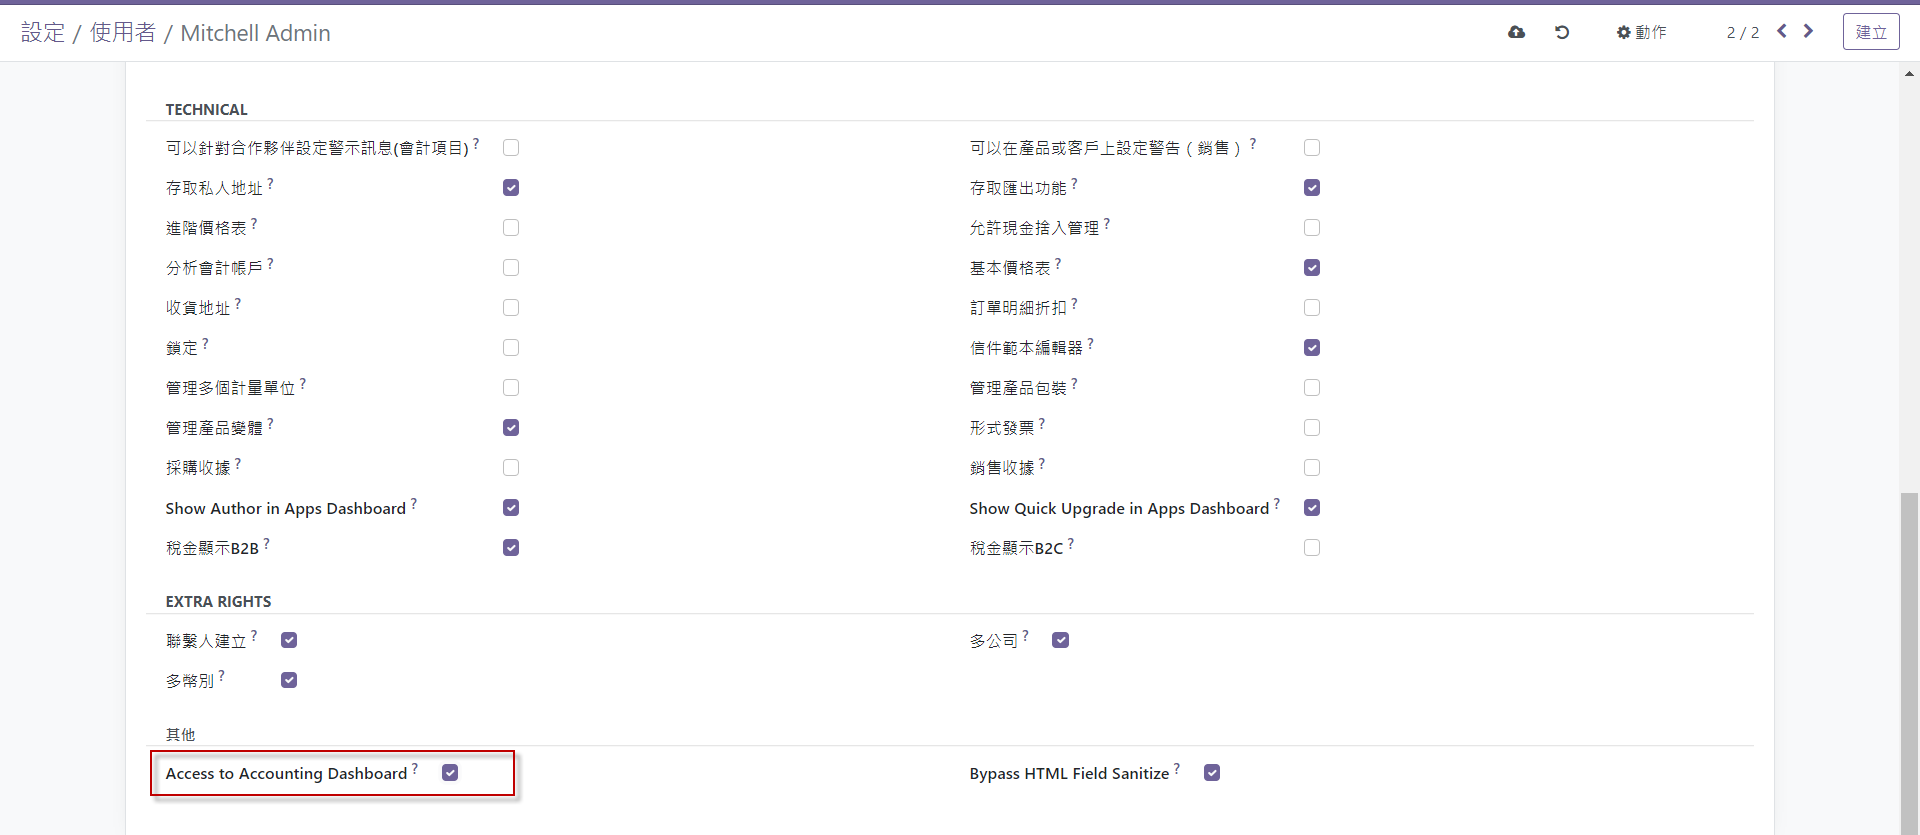 設定 / 使用者 / Mitchell Admin
動作
2 / 2
建立
TECHNICAL
可以針對合作夥伴設定警示訊息(會計項目) ?
可以在產品或客戶上設定警告（銷售） ?
存取私人地址 ?
存取匯出功能 ?
進階價格表 ?
允許現金捨入管理 ?
分析會計帳戶 ?
基本價格表 ?
收貨地址 ?
訂單明細折扣 ?
鎖定 ?
信件範本編輯器 ?
管理多個計量單位 ?
管理產品包裝 ?
管理產品變體 ?
形式發票 ?
採購收據 ?
銷售收據 ?
Show Author in Apps Dashboard ?
Show Quick Upgrade in Apps Dashboard ?
稅金顯示B2B ?
稅金顯示B2C ?
EXTRA RIGHTS
聯繫人建立 ?
多公司 ?
多幣別 ?
其他
Access to Accounting Dashboard ?
Bypass HTML Field Sanitize ?